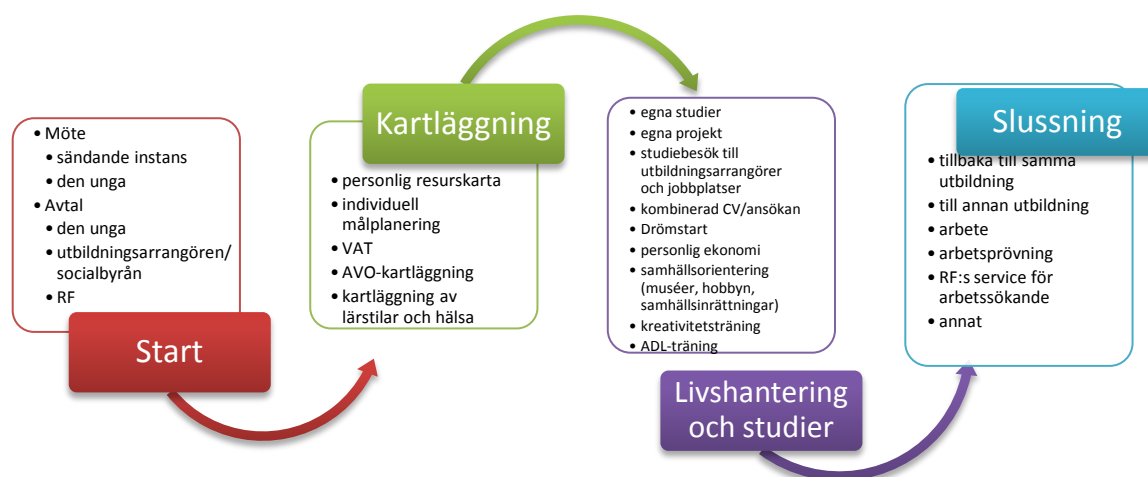 • Möte
• sändande instans
• den unga
• Avtal
• den unga
• utbildningsarrangören/
socialbyrån
• RF
Start
Kartläggning
• personlig resurskarta
• individuell
målplanering
• VAT
• AVO-kartläggning
• kartläggning av
lärstilar och hälsa
• egna studier
• egna projekt
• studiebesök till
utbildningsarrangörer
och jobbplatser
• kombinerad CV/ansökan
• Drömstart
• personlig ekonomi
• samhällsorientering
(muséer, hobbyn,
samhällsinrättningar)
• kreativitetsträning
• ADL-träning
Livshantering
och studier
Slussning
• tillbaka till samma
utbildning
• till annan utbildning
• arbete
• arbetsprövning
• RF:s service för
arbetssökande
• annat